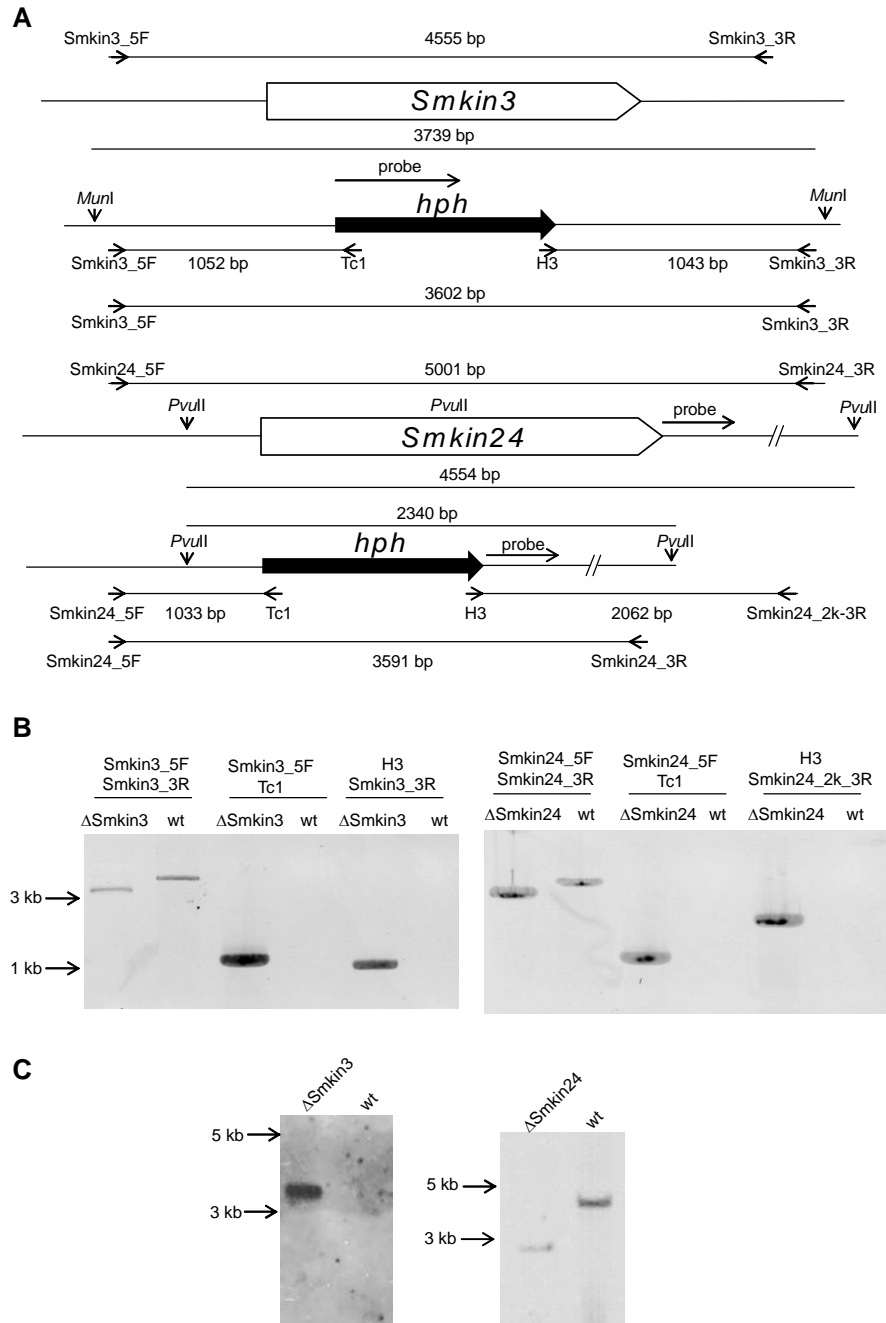 A
Smkin3_5F 4555 bp Smkin3_3R
Smkin3
3739 bp
probe
MunI hph MunI
Smkin3_5F 1052 bp Tc1 H3 1043 bp Smkin3_3R
3602 bp
Smkin3_5F Smkin3_3R
Smkin24_5F 5001 bp Smkin24_3R
PvuII PvuII probe PvuII
Smkin24
4554 bp
2340 bp
PvuII hph probe PvuII
Smkin24_5F 1033 bp Tc1 H3 2062 bp Smkin24_2k-3R
Smkin24_5F 3591 bp Smkin24_3R
B
Smkin3_5F Smkin3_5F H3
Smkin3_3R Tc1 Smkin3_3R
ΔSmkin3 wt ΔSmkin3 wt ΔSmkin3 wt
3 kb
1 kb
Smkin24_5F Smkin24_5F H3
Smkin24_3R Tc1 Smkin24_2k_3R
ΔSmkin24 wt ΔSmkin24 wt ΔSmkin24 wt
C
ΔSmkin3 wt
5 kb
3 kb
ΔSmkin24 wt
5 kb
3 kb